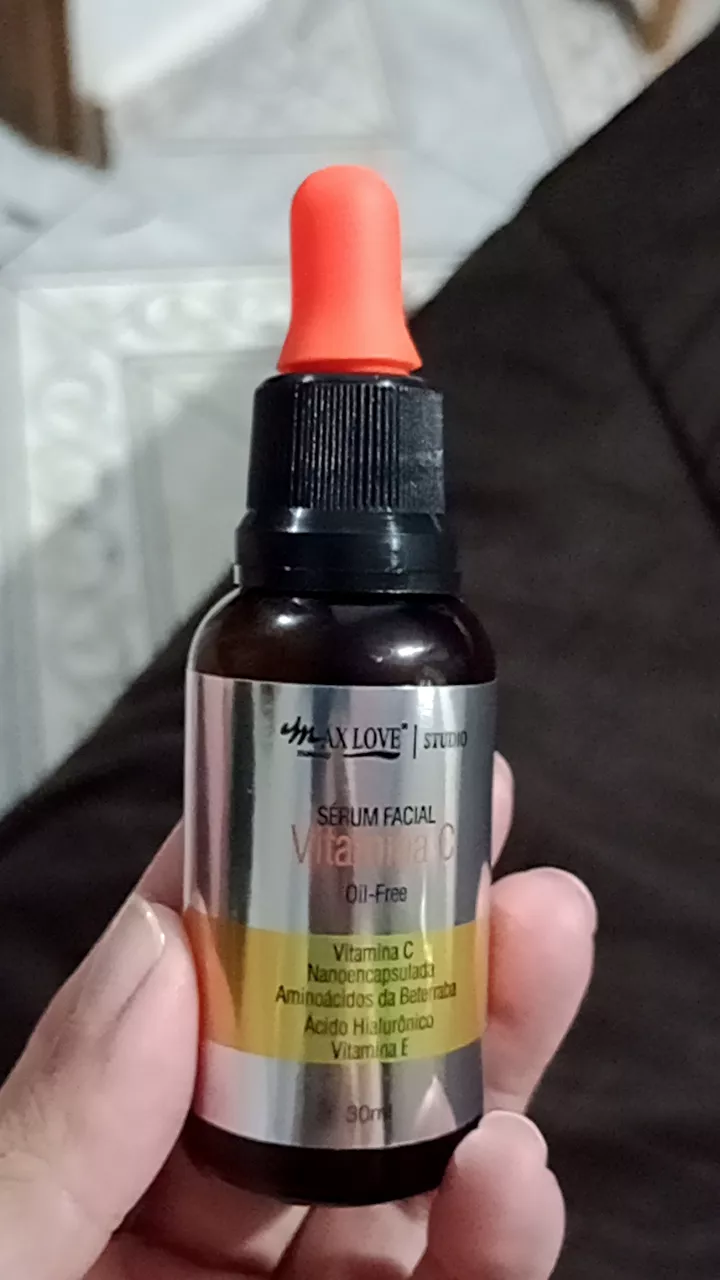 MAX LOVE | STUDIO
SÉRUM FACIAL
Vitamina C
Oil-Free
Vitamina C
Nanoencapsulada
Aminoácidos da Beterraba
Ácido Hialurônico
Vitamina E
30ml